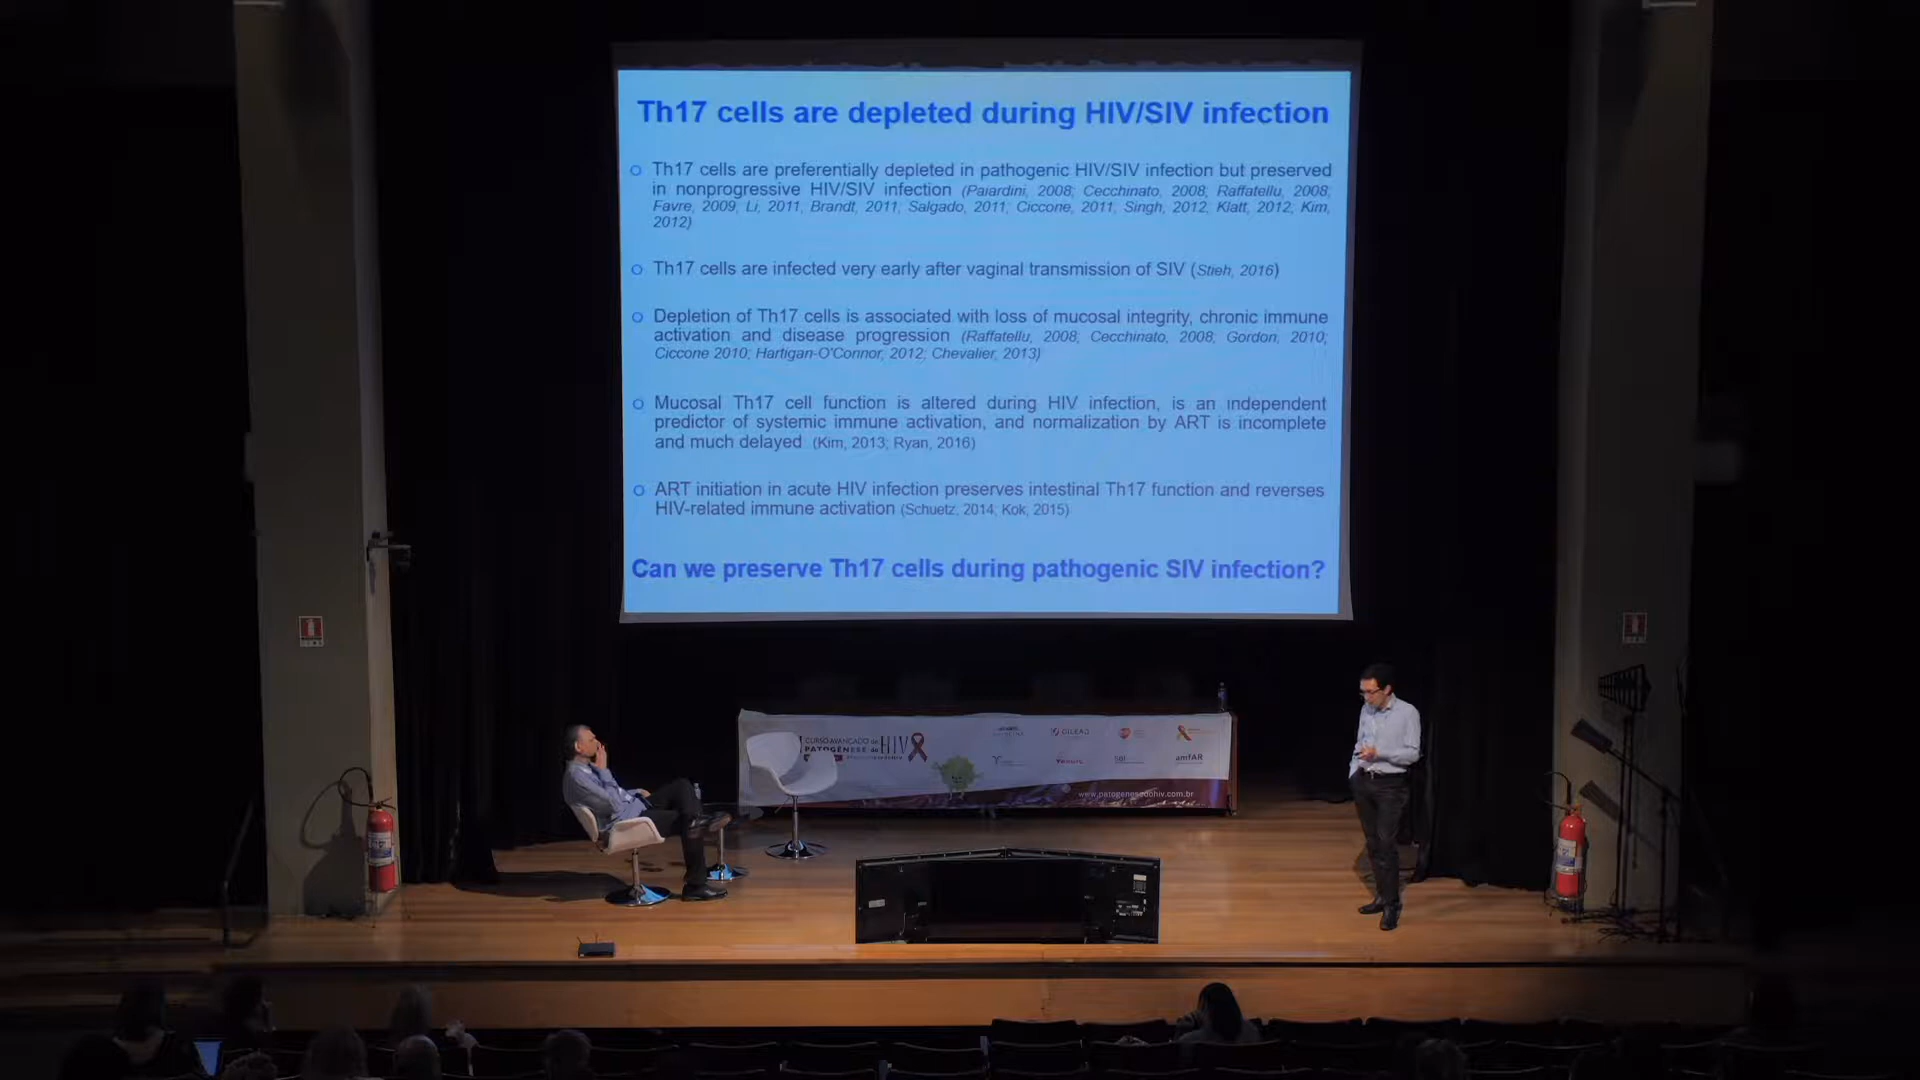 Th17 cells are depleted during HIV/SIV infection
Th17 cells are preferentially depleted in pathogenic HIV/SIV infection but preserved
in nonprogressive HIV/SIV infection (Paiardini, 2008; Cecchinato, 2008; Raffatellu, 2008;
Favre, 2009, Li, 2011, Brandt, 2011; Salgado, 2011; Ciccone, 2011, Singh, 2012, Klatt, 2012, Kim,
2012)
Th17 cells are infected very early after vaginal transmission of SIV (Stieh, 2016)
Depletion of Th17 cells is associated with loss of mucosal integrity, chronic immune
activation and disease progression (Raffatellu, 2008; Cecchinato, 2008; Gordon, 2010;
Ciccone 2010; Hartigan-O'Connor, 2012; Chevalier, 2013)
Mucosal Th17 cell function is altered during HIV infection, is an independent
predictor of systemic immune activation, and normalization by ART is incomplete
and much delayed (Kim, 2013; Ryan, 2016)
ART initiation in acute HIV infection preserves intestinal Th17 function and reverses
HIV-related immune activation (Schuetz, 2014, Kok, 2015)
Can we preserve Th17 cells during pathogenic SIV infection?
CURSO AVANÇADO de
PATOGÊNESE do HIV
GILEAD
amfAR
www.patogenesedohiv.com.br